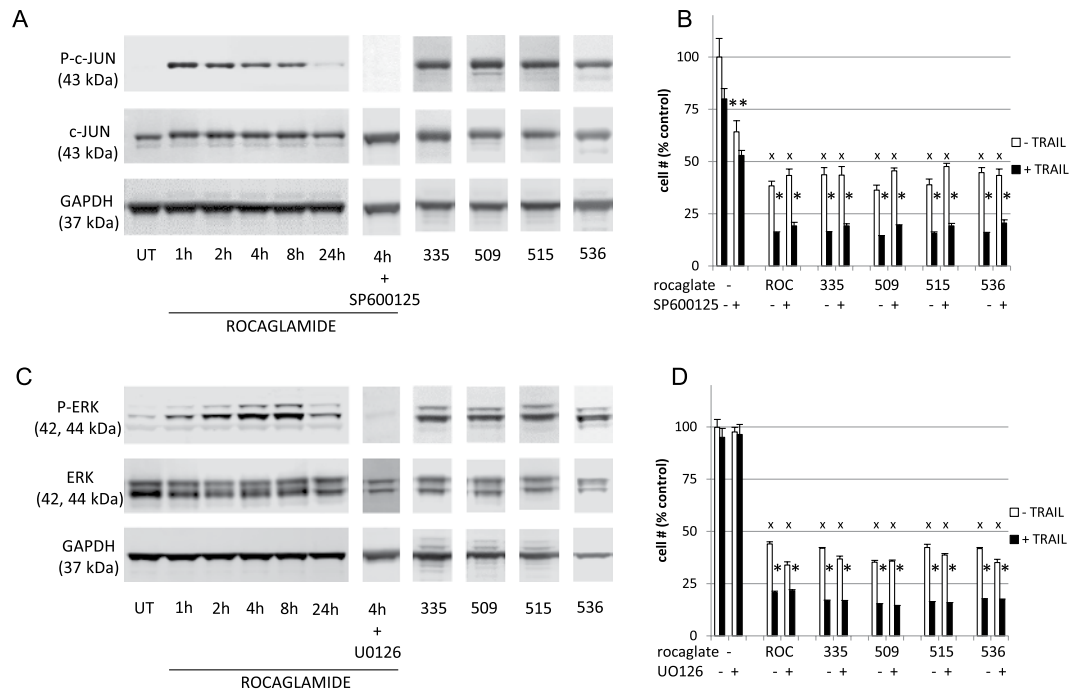 A
P-c-JUN
(43 kDa)
c-JUN
(43 kDa)
GAPDH
(37 kDa)
UT 1h 2h 4h 8h 24h 4h 335 509 515 536
+
SP600125
ROCAGLAMIDE
B
cell # (% control)
100
75
50
25
0
* *
x x x x x x x x x x
* * * * * * * * * *
- TRAIL
+ TRAIL
rocaglate - ROC 335 509 515 536
SP600125 - + - + - + - + - + - +
C
P-ERK
(42, 44 kDa)
ERK
(42, 44 kDa)
GAPDH
(37 kDa)
UT 1h 2h 4h 8h 24h 4h 335 509 515 536
+
U0126
ROCAGLAMIDE
D
cell # (% control)
100
75
50
25
0
x x x x x x x x x x
* * * * * * * * * *
- TRAIL
+ TRAIL
rocaglate - ROC 335 509 515 536
UO126 - + - + - + - + - + - +